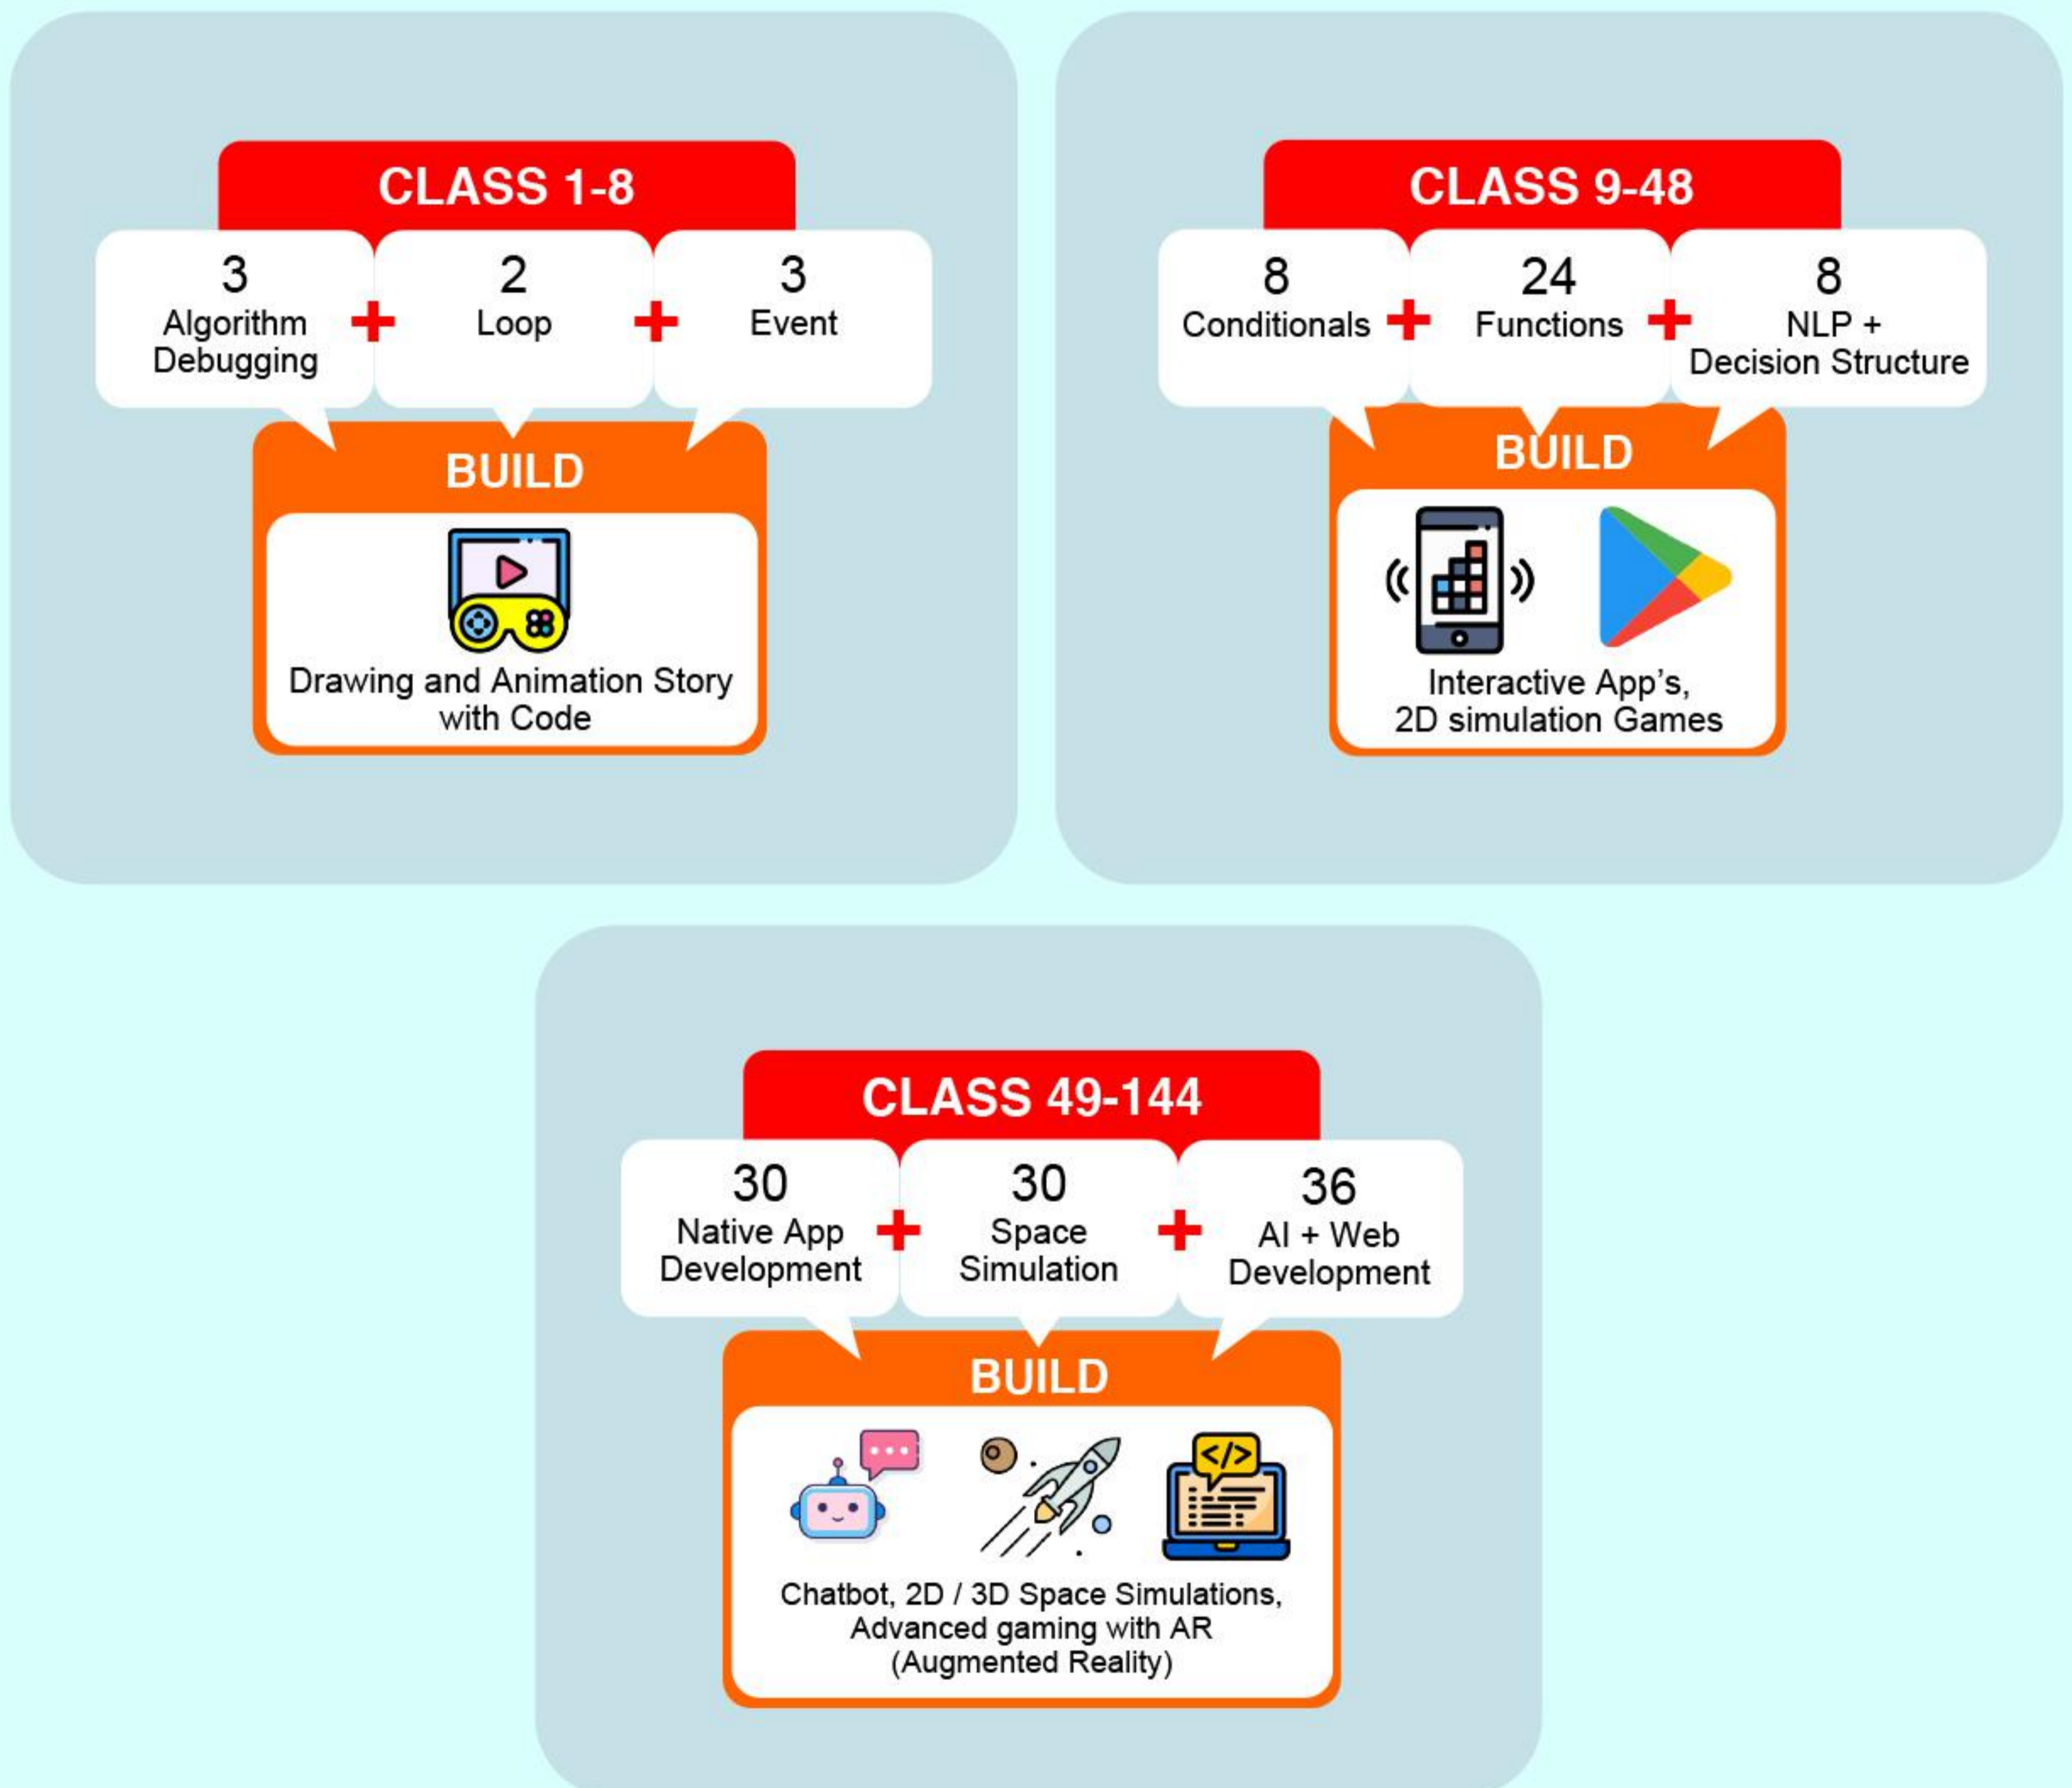 CLASS 1-8
3
Algorithm
Debugging
+
2
Loop
+
3
Event
BUILD
Drawing and Animation Story
with Code
CLASS 9-48
8
Conditionals
+
24
Functions
+
8
NLP +
Decision Structure
BUILD
Interactive App's,
2D simulation Games
CLASS 49-144
30
Native App
Development
+
30
Space
Simulation
+
36
AI + Web
Development
BUILD
</>
Chatbot, 2D / 3D Space Simulations,
Advanced gaming with AR
(Augmented Reality)